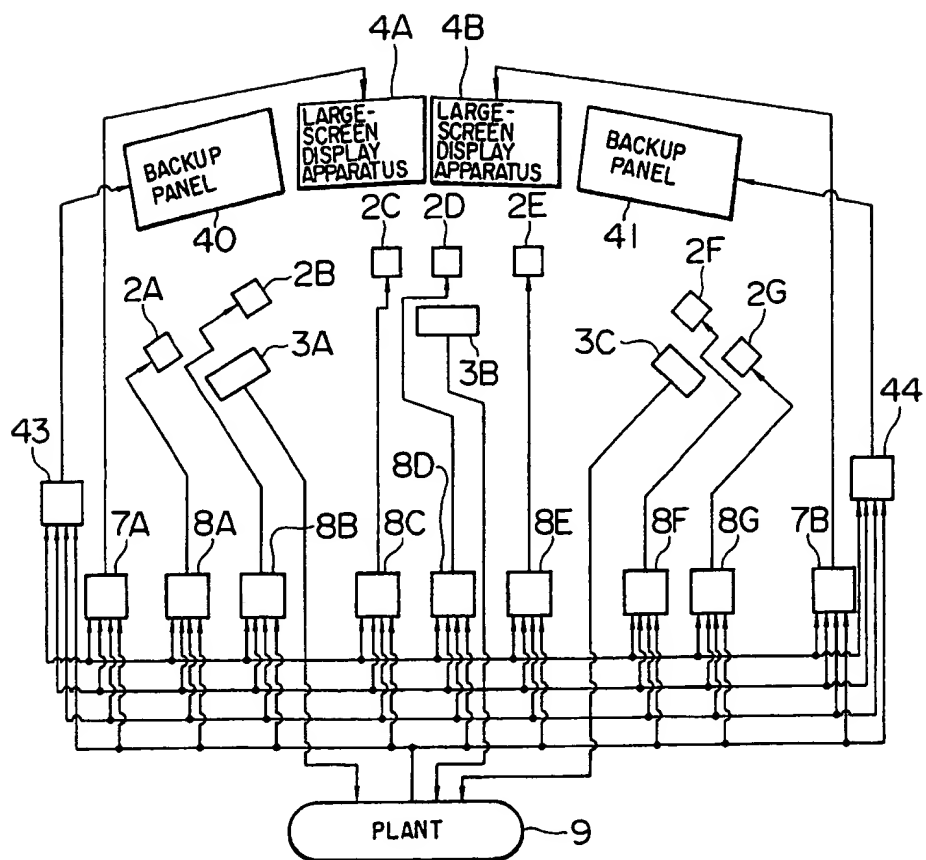 4A 4B
LARGE-
SCREEN
DISPLAY
APPARATUS
LARGE-
SCREEN
DISPLAY
APPARATUS
BACKUP
PANEL
BACKUP
PANEL
40
41
2C 2D 2E
2A 2B
2F
2G
3A
3B
3C
43
44
7A 8A 8B 8C 8D 8E 8F 8G 7B
PLANT
9